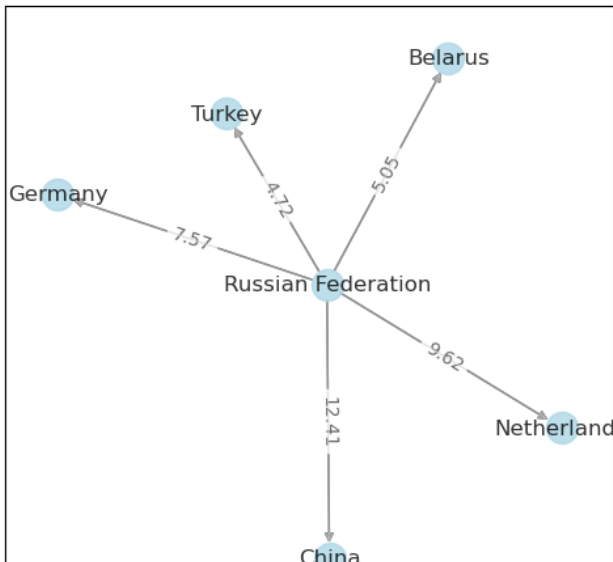 Belarus
Turkey
5.05
4.72
Germany
7.57
Russian Federation
9.62
12.41
Netherland
China